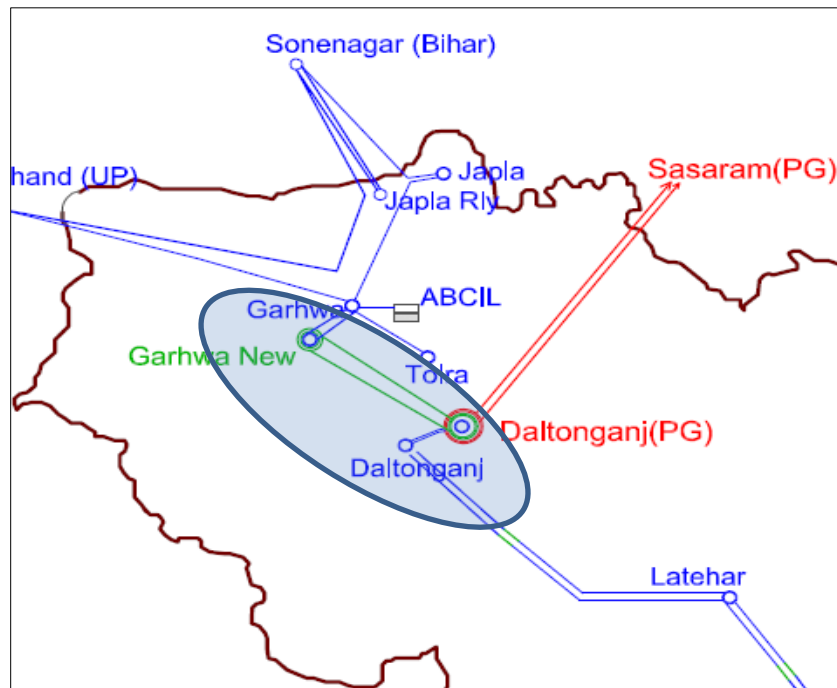 Sonenagar (Bihar)
Japla
Sasaram(PG)
hand (UP)
Japla Rly
ABCIL
Garhwa
Garhwa New
Tolra
Daltonganj(PG)
Daltonganj
Latehar